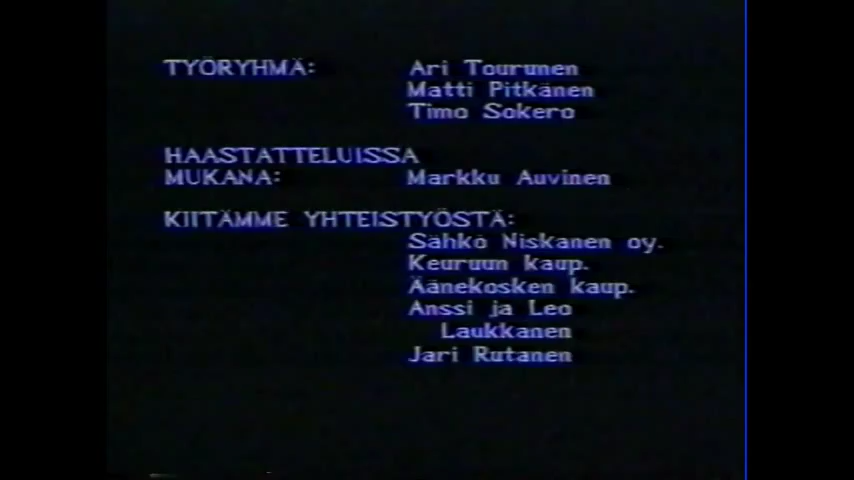 TYÖRYHMÄ: Ari Tourunen
Matti Pitkänen
Timo Sokero
HAASTATTELUISSA
MUKANA: Markku Auvinen
KIITÄMME YHTEISTYÖSTÄ:
Sähkö Niskanen oy.
Keuruun kaup.
Äänekosken kaup.
Anssi ja Leo
Laukkanen
Jari Rutanen